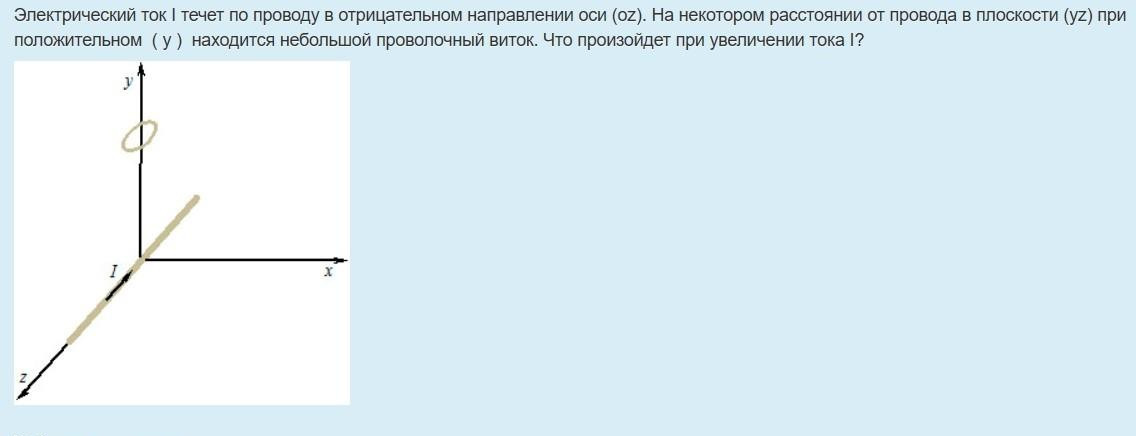 Электрический ток I течет по проводу в отрицательном направлении оси (oz). На некотором расстоянии от провода в плоскости (yz) при
положительном ( y ) находится небольшой проволочный виток. Что произойдет при увеличении тока I?
y
I
x
z